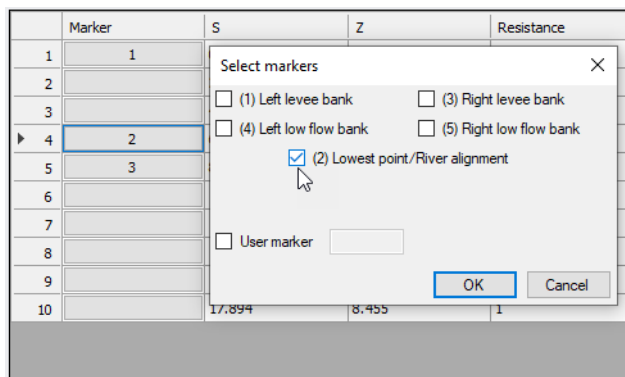 Marker S Z Resistance
1 1
Select markers
2
(1) Left levee bank (3) Right levee bank
3
(4) Left low flow bank (5) Right low flow bank
4 2
(2) Lowest point/River alignment
5 3
6
7
User marker
8
9
OK Cancel
10 17.894 8.455 1